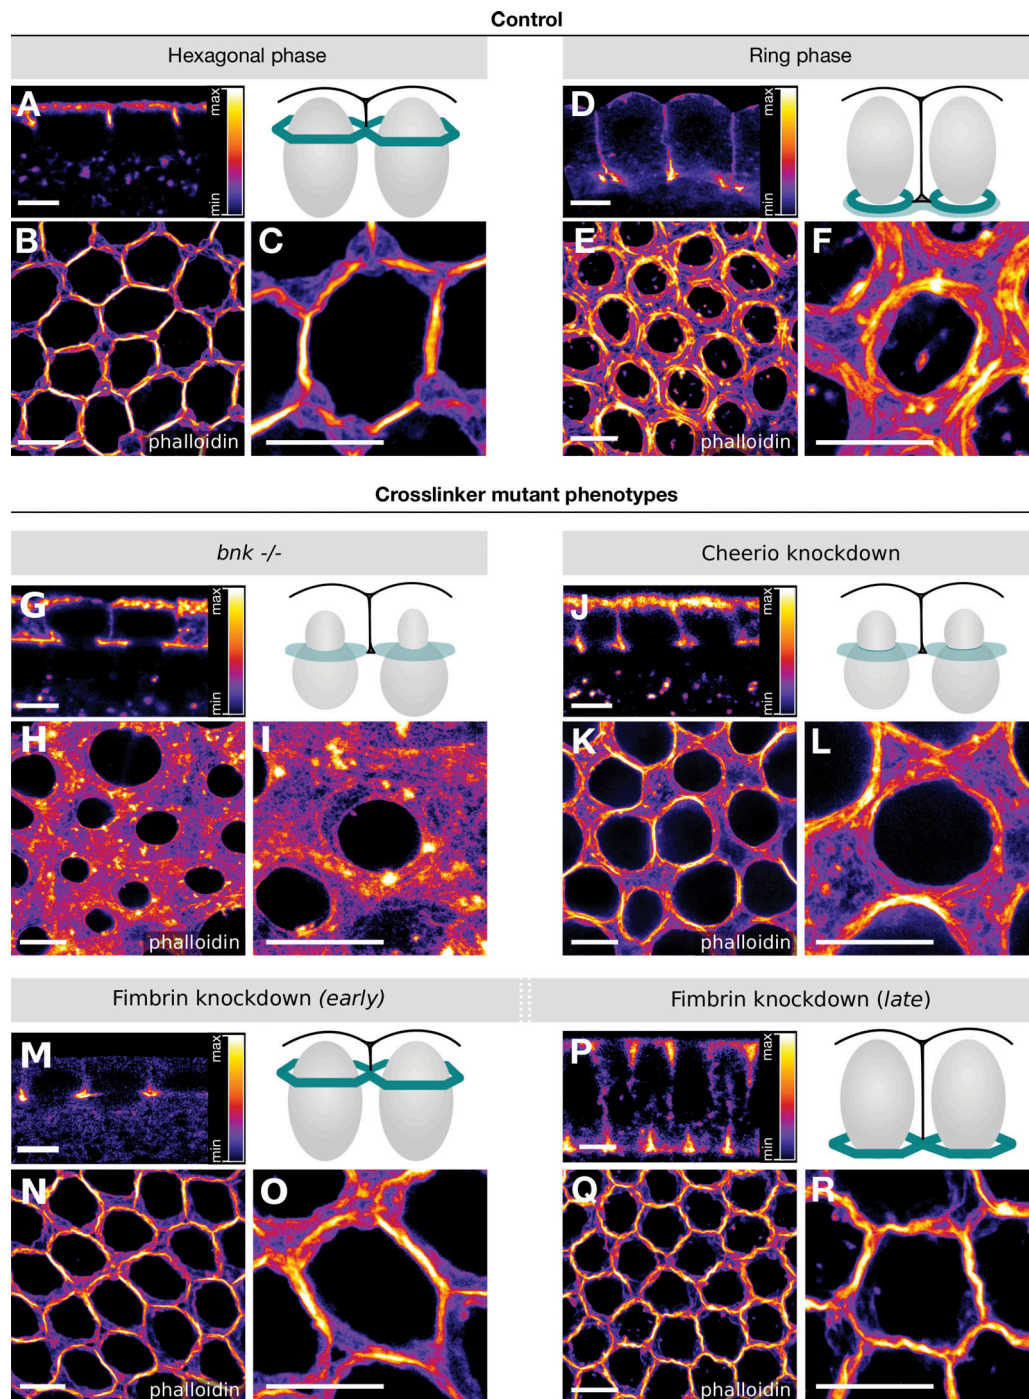 Control
Hexagonal phase
Ring phase
A
max
min
D
max
min
B
phalloidin
C
E
phalloidin
F
Crosslinker mutant phenotypes
bnk -/-
Cheerio knockdown
G
max
min
J
max
min
H
phalloidin
I
K
phalloidin
L
Fimbrin knockdown (early)
Fimbrin knockdown (late)
M
max
min
P
max
min
N
phalloidin
O
Q
phalloidin
R